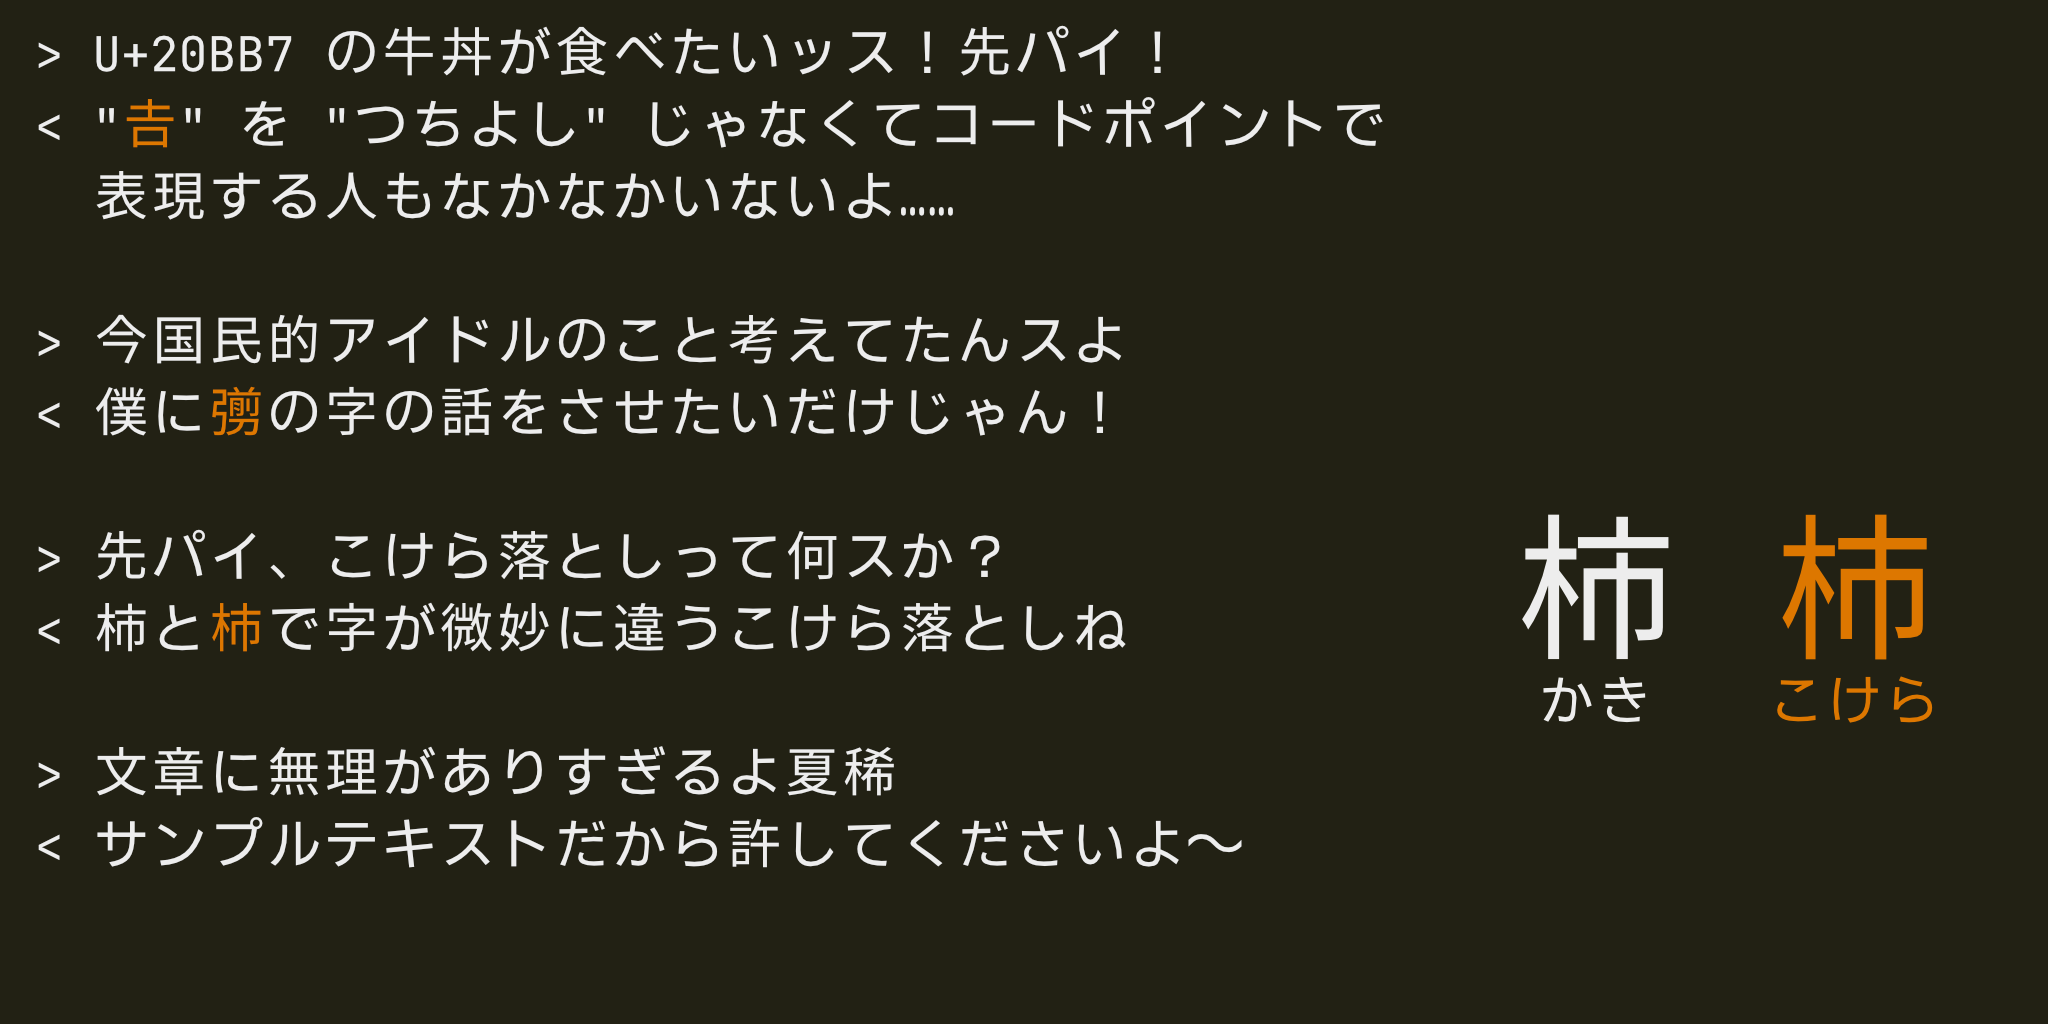 > U+20BB7 の牛丼が食べたいッス！先パイ！
< "𠮷" を "つちよし" じゃなくてコードポイントで
表現する人もなかなかいないよ……
> 今国民的アイドルのこと考えてたんスよ
< 僕に彅の字の話をさせたいだけじゃん！
> 先パイ、こけら落としって何スか？
< 柿と杮で字が微妙に違うこけら落としね
> 文章に無理がありすぎるよ夏稀
< サンプルテキストだから許してくださいよ〜
柿 杮
かき こけら